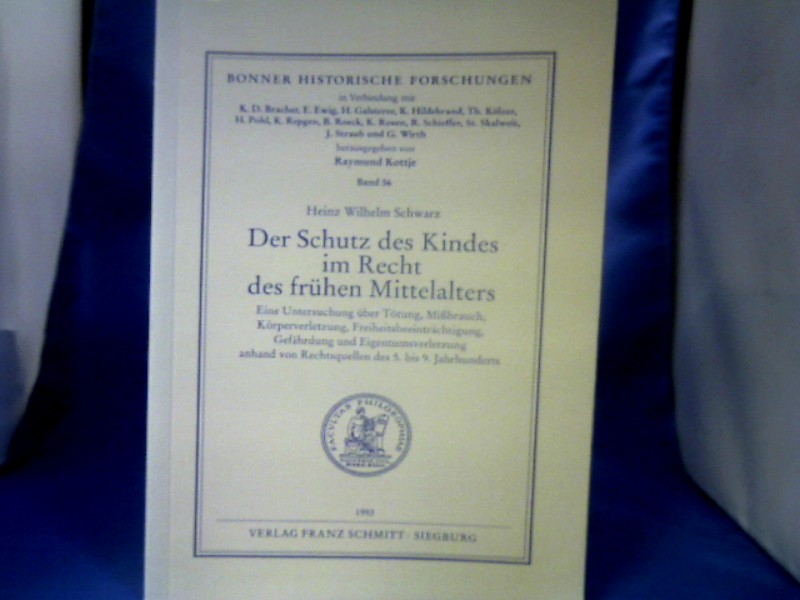 BONNER HISTORISCHE FORSCHUNGEN
in Verbindung mit
K. D. Bracher, E. Ewig, H. Galsterer, K. Hildebrand, Th. Kölzer,
H. Pohl, K. Repgen, B. Roeck, K. Rosen, R. Schieffer, St. Skalweit,
J. Straub und G. Wirth
herausgegeben von
Raymund Kottje
Band 56
Heinz Wilhelm Schwarz
Der Schutz des Kindes
im Recht
des frühen Mittelalters
Eine Untersuchung über Tötung, Mißbrauch,
Körperverletzung, Freiheitsbeeinträchtigung,
Gefährdung und Eigentumsverletzung
anhand von Rechtsquellen des 5. bis 9. Jahrhunderts
FACULTAS PHILOSOPHIAE
1993
VERLAG FRANZ SCHMITT · SIEGBURG